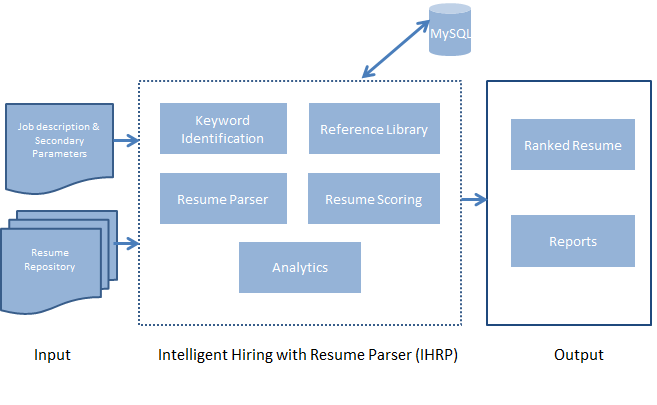 MySQL
Job description &
Secondary
Parameters
Keyword
Identification
Reference Library
Ranked Resume
Resume Parser
Resume Scoring
Reports
Resume
Repository
Analytics
Input
Intelligent Hiring with Resume Parser (IHRP)
Output